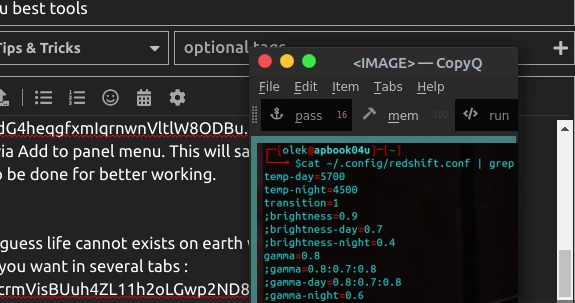 u best tools
Tips & Tricks
optional tags
<IMAGE> — CopyQ
File Edit Item Tabs Help
pass 16 mem 100 run
dG4heqgfxmIgrnwnVltlW8ODBu.
ia Add to panel menu. This will sa
o be done for better working.
┌─[olek@apbook04u]─[~]
└──╼ $cat ~/.config/redshift.conf | grep
temp-day=5700
temp-night=4500
transition=1
;brightness=0.9
;brightness-day=0.7
;brightness-night=0.4
gamma=0.8
;gamma=0.8:0.7:0.8
;gamma-day=0.8:0.7:0.8
;gamma-night=0.6
guess life cannot exists on earth w
you want in several tabs :
crmVisBUuh4ZL11h2oLGwp2ND8